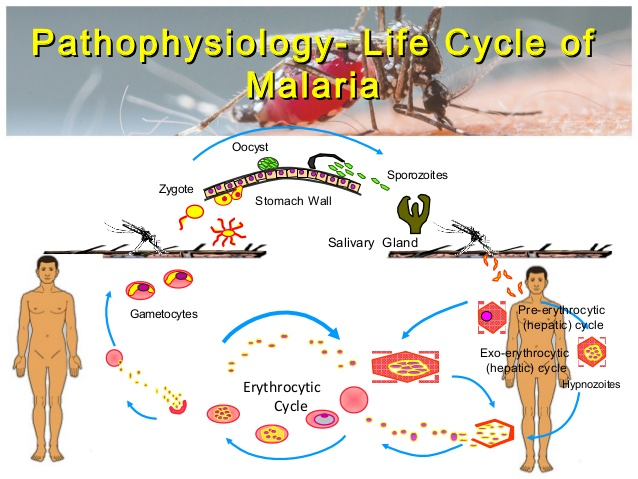 Pathophysiology- Life Cycle of
Malaria
Oocyst
Sporozoites
Zygote
Stomach Wall
Salivary Gland
Gametocytes
Pre-erythrocytic
(hepatic) cycle
Exo-erythrocytic
(hepatic) cycle
Hypnozoites
Erythrocytic
Cycle